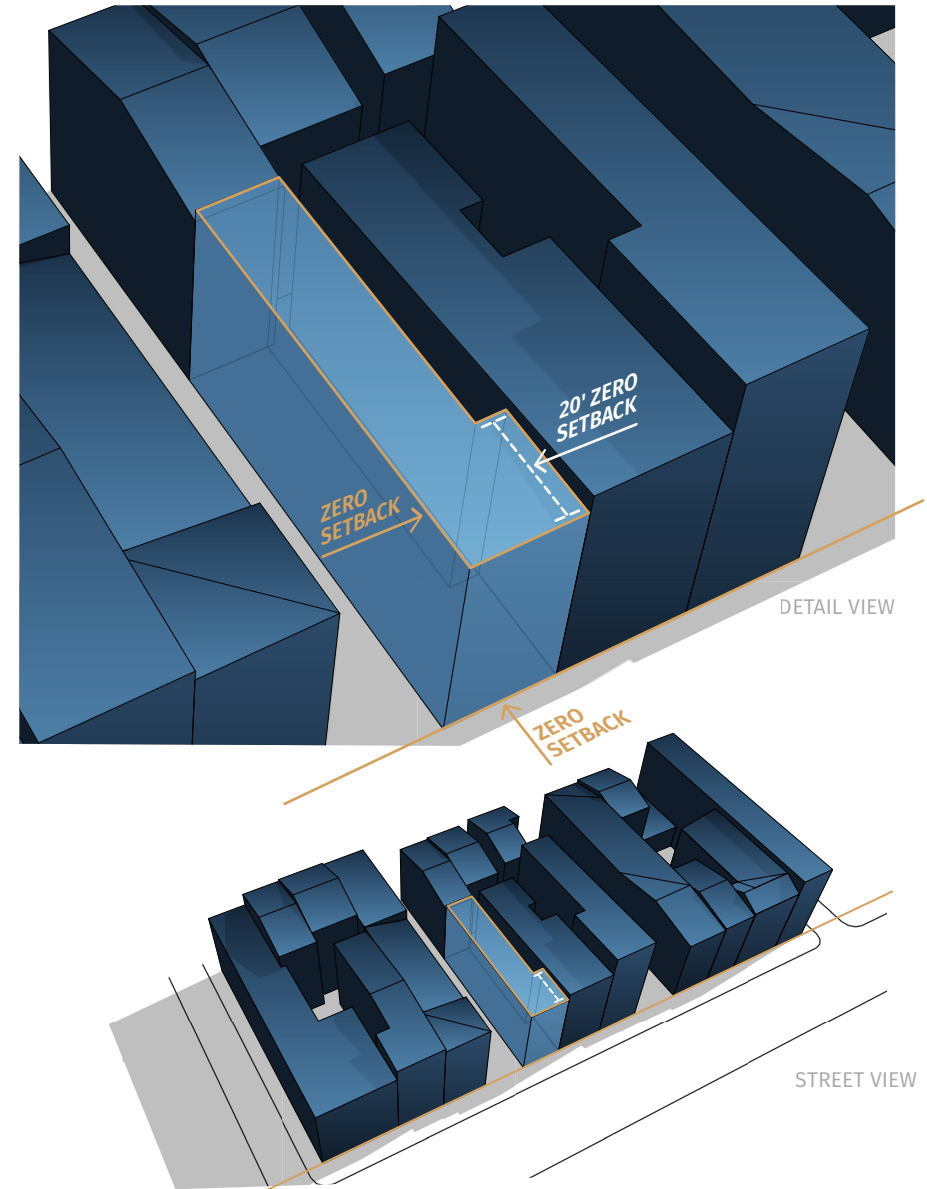 20' ZERO
SETBACK
ZERO
SETBACK
DETAIL VIEW
ZERO
SETBACK
STREET VIEW